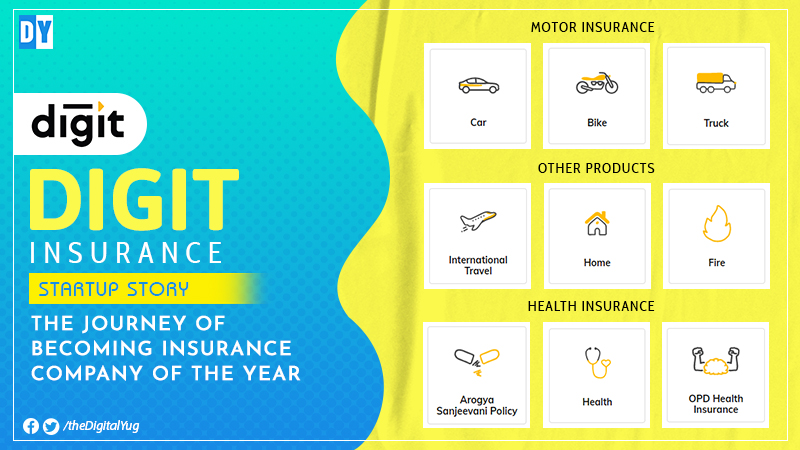 DY
digit
DIGIT
INSURANCE
STARTUP STORY
THE JOURNEY OF
BECOMING INSURANCE
COMPANY OF THE YEAR
/theDigitalYug
MOTOR INSURANCE
Car
Bike
Truck
OTHER PRODUCTS
International
Travel
Home
Fire
HEALTH INSURANCE
Arogya
Sanjeevani Policy
Health
OPD Health
Insurance